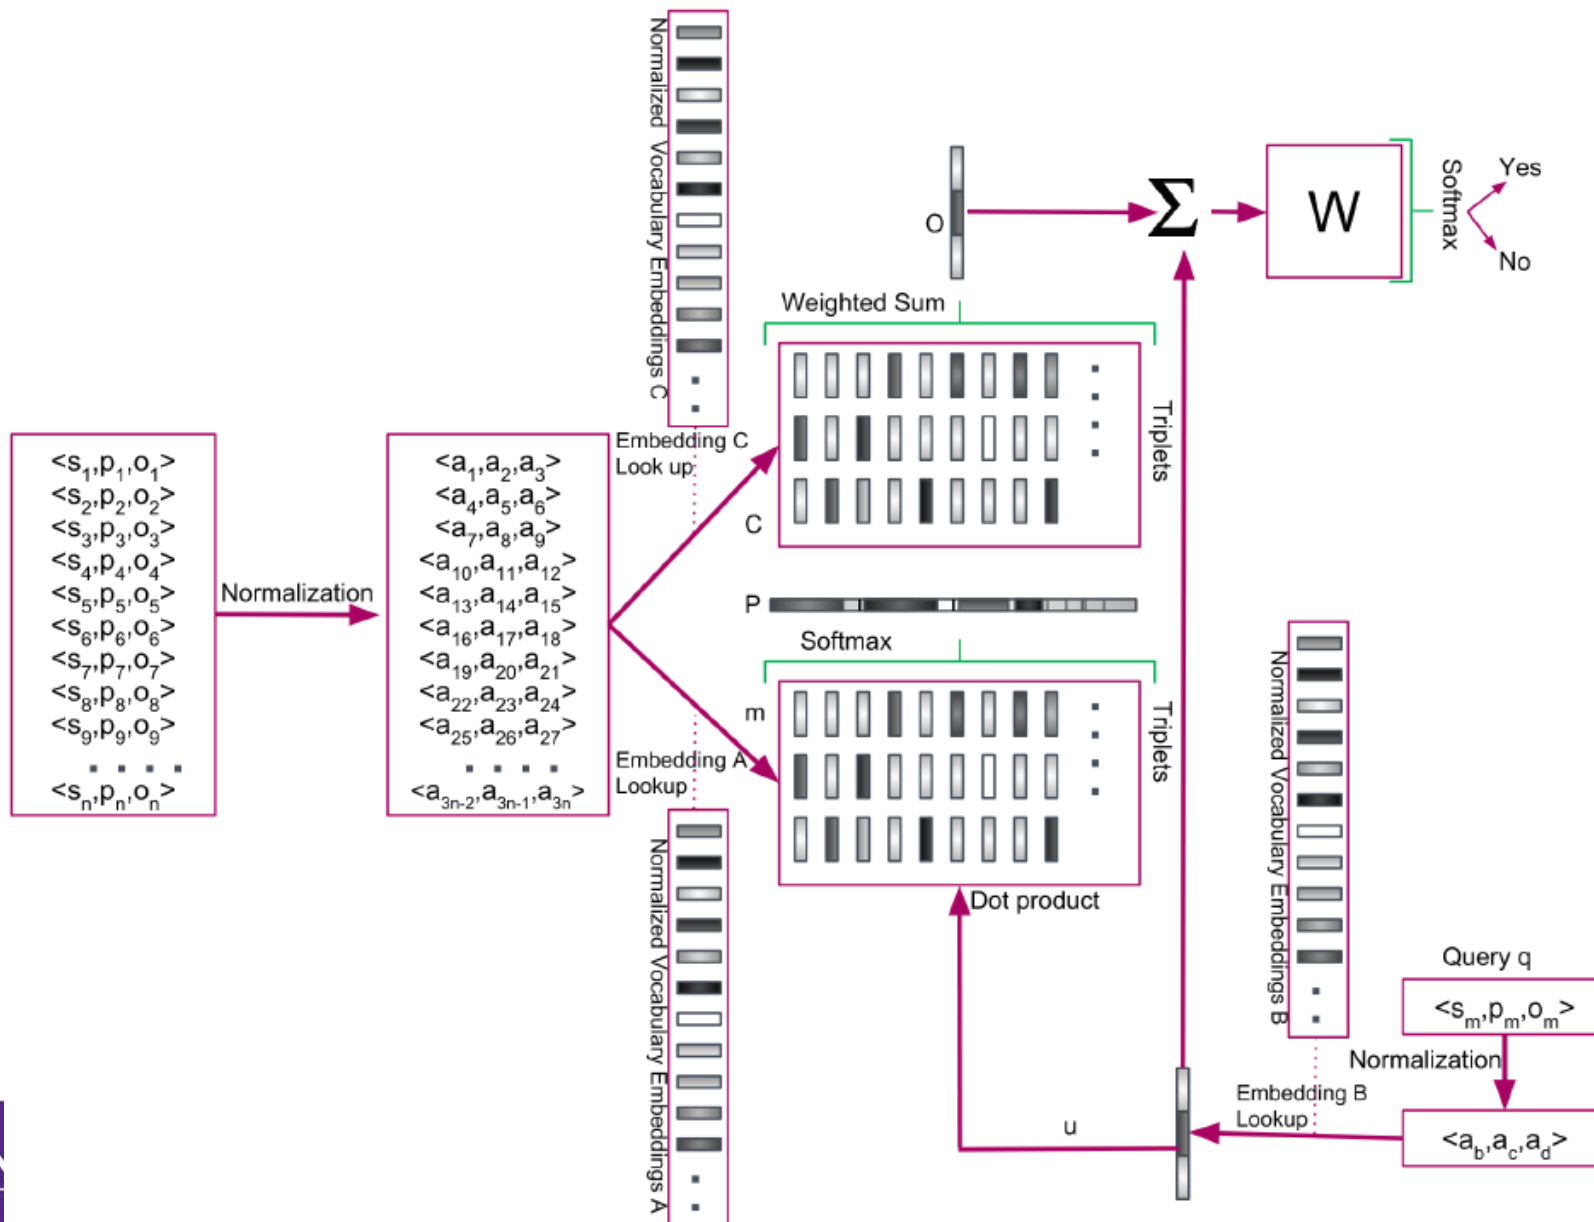 <s1,p1,o1>
<s2,p2,o2>
<s3,p3,o3>
<s4,p4,o4>
<s5,p5,o5>
<s6,p6,o6>
<s7,p7,o7>
<s8,p8,o8>
<s9,p9,o9>
<sn,pn,on>
Normalization
<a1,a2,a3>
<a4,a5,a6>
<a7,a8,a9>
<a10,a11,a12>
<a13,a14,a15>
<a16,a17,a18>
<a19,a20,a21>
<a22,a23,a24>
<a25,a26,a27>
<a3n-2,a3n-1,a3n>
Normalized Vocabulary Embeddings C
Embedding C
Look up
Embedding A
Lookup
Normalized Vocabulary Embeddings A
O
Weighted Sum
C
Triplets
P
Softmax
m
Triplets
Dot product
u
Σ
W
Softmax
Yes
No
Normalized Vocabulary Embeddings B
Query q
<sm,pm,om>
Normalization
Embedding B
Lookup
<ab,ac,ad>